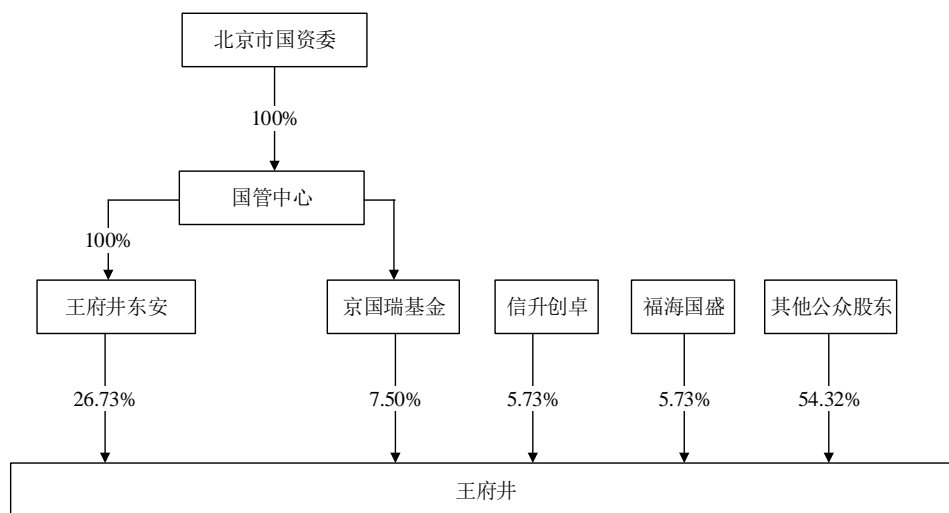 北京市国资委
100%
国管中心
100%
王府井东安
京国瑞基金
信升创卓
福海国盛
其他公众股东
26.73%
7.50%
5.73%
5.73%
54.32%
王府井